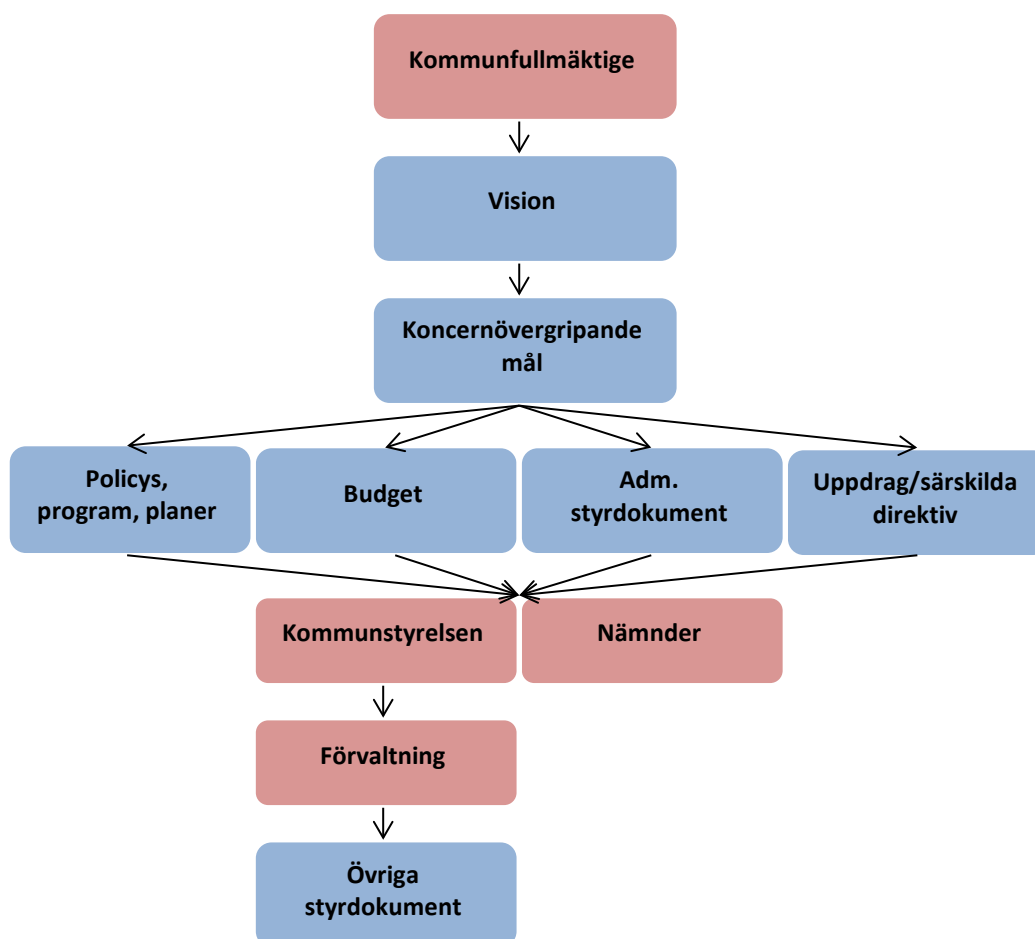 Kommunfullmäktige
Vision
Koncernövergripande
mål
Policys,
program, planer
Budget
Adm.
styrdokument
Uppdrag/särskilda
direktiv
Kommunstyrelsen
Nämnder
Förvaltning
Övriga
styrdokument